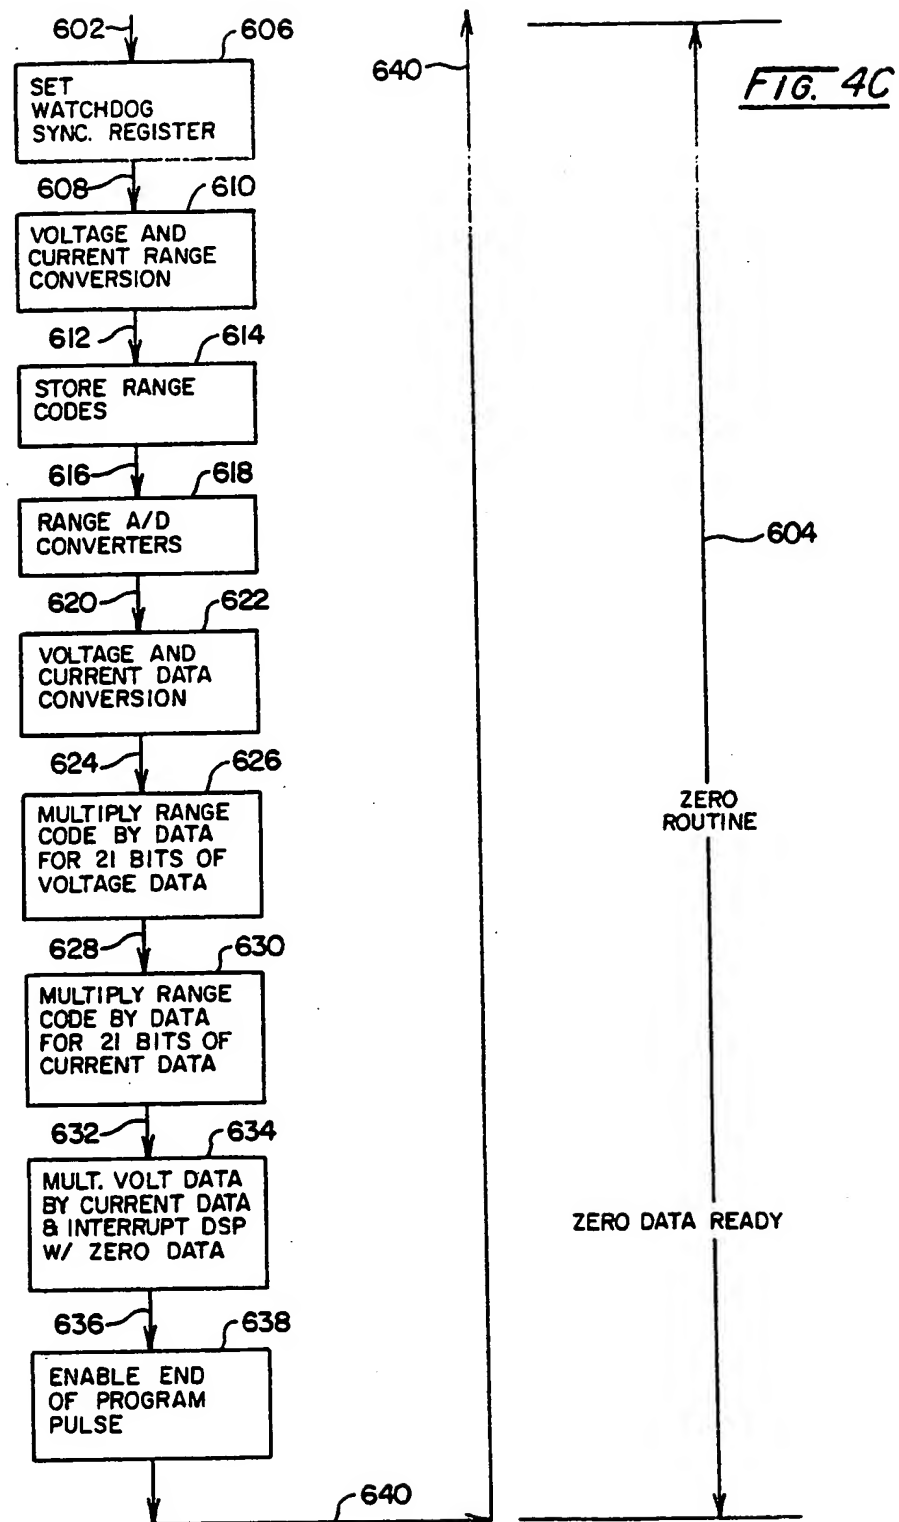 602
606
640
FIG. 4C
SET
WATCHDOG
SYNC. REGISTER
608
610
VOLTAGE AND
CURRENT RANGE
CONVERSION
612
614
STORE RANGE
CODES
616
618
RANGE A/D
CONVERTERS
604
620
622
VOLTAGE AND
CURRENT DATA
CONVERSION
624
626
MULTIPLY RANGE
CODE BY DATA
FOR 21 BITS OF
VOLTAGE DATA
ZERO
ROUTINE
628
630
MULTIPLY RANGE
CODE BY DATA
FOR 21 BITS OF
CURRENT DATA
632
634
MULT. VOLT DATA
BY CURRENT DATA
& INTERRUPT DSP
W/ ZERO DATA
ZERO DATA READY
636
638
ENABLE END
OF PROGRAM
PULSE
640